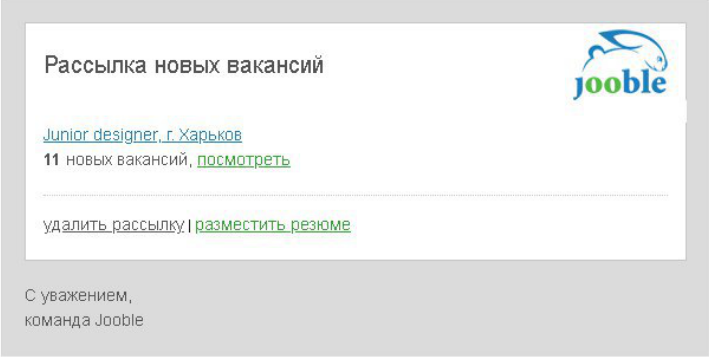 Рассылка новых вакансий
jooble
Junior designer, г. Харьков
11 новых вакансий, посмотреть
удалить рассылку | разместить резюме
С уважением,
команда Jooble